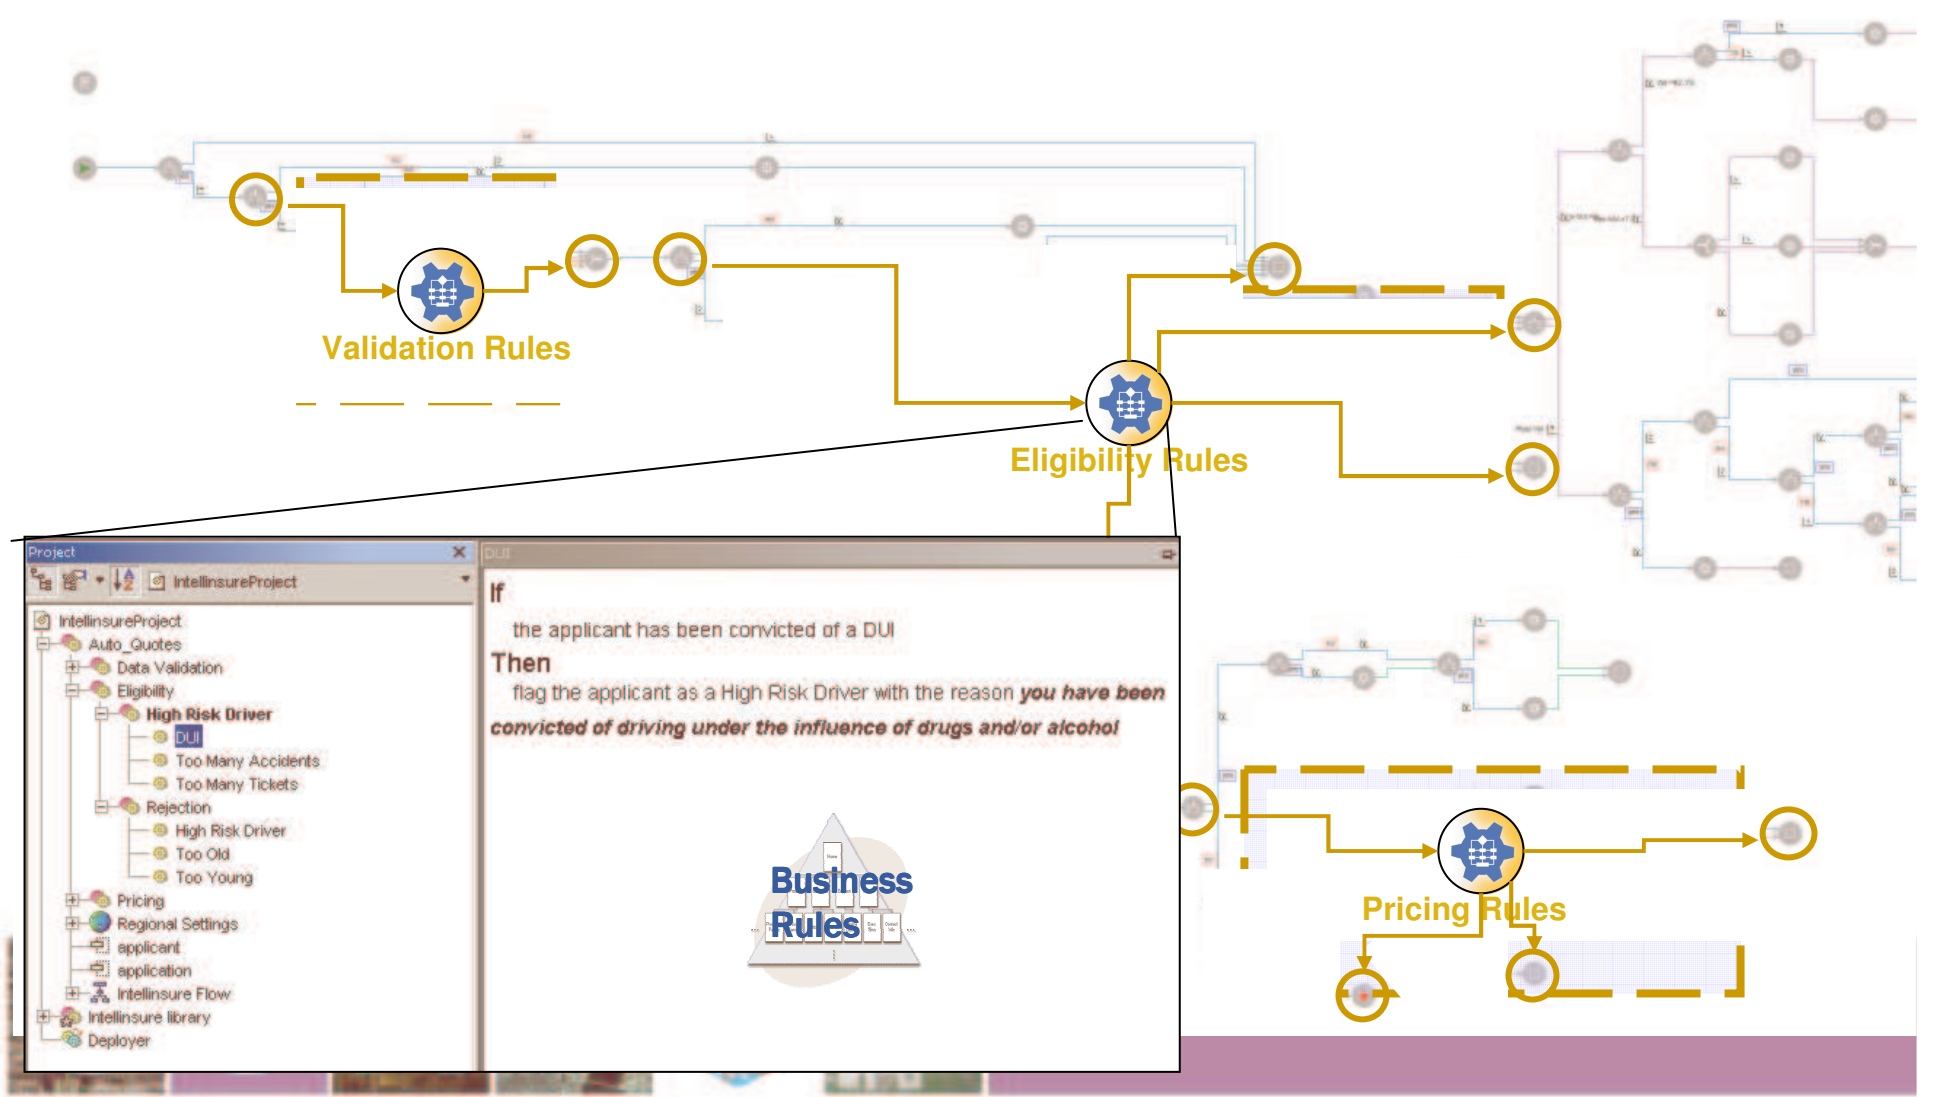 Validation Rules
Eligibility Rules
Project
IntellinsureProject
IntellinsureProject
Auto_Quotes
Data Validation
Eligibility
High Risk Driver
DUI
Too Many Accidents
Too Many Tickets
Rejection
High Risk Driver
Too Old
Too Young
Pricing
Regional Settings
applicant
application
Intellinsure Flow
Intellinsure library
Deployer
DUI
If
the applicant has been convicted of a DUI
Then
flag the applicant as a High Risk Driver with the reason you have been
convicted of driving under the influence of drugs and/or alcohol
Business
Rules
Pricing Rules